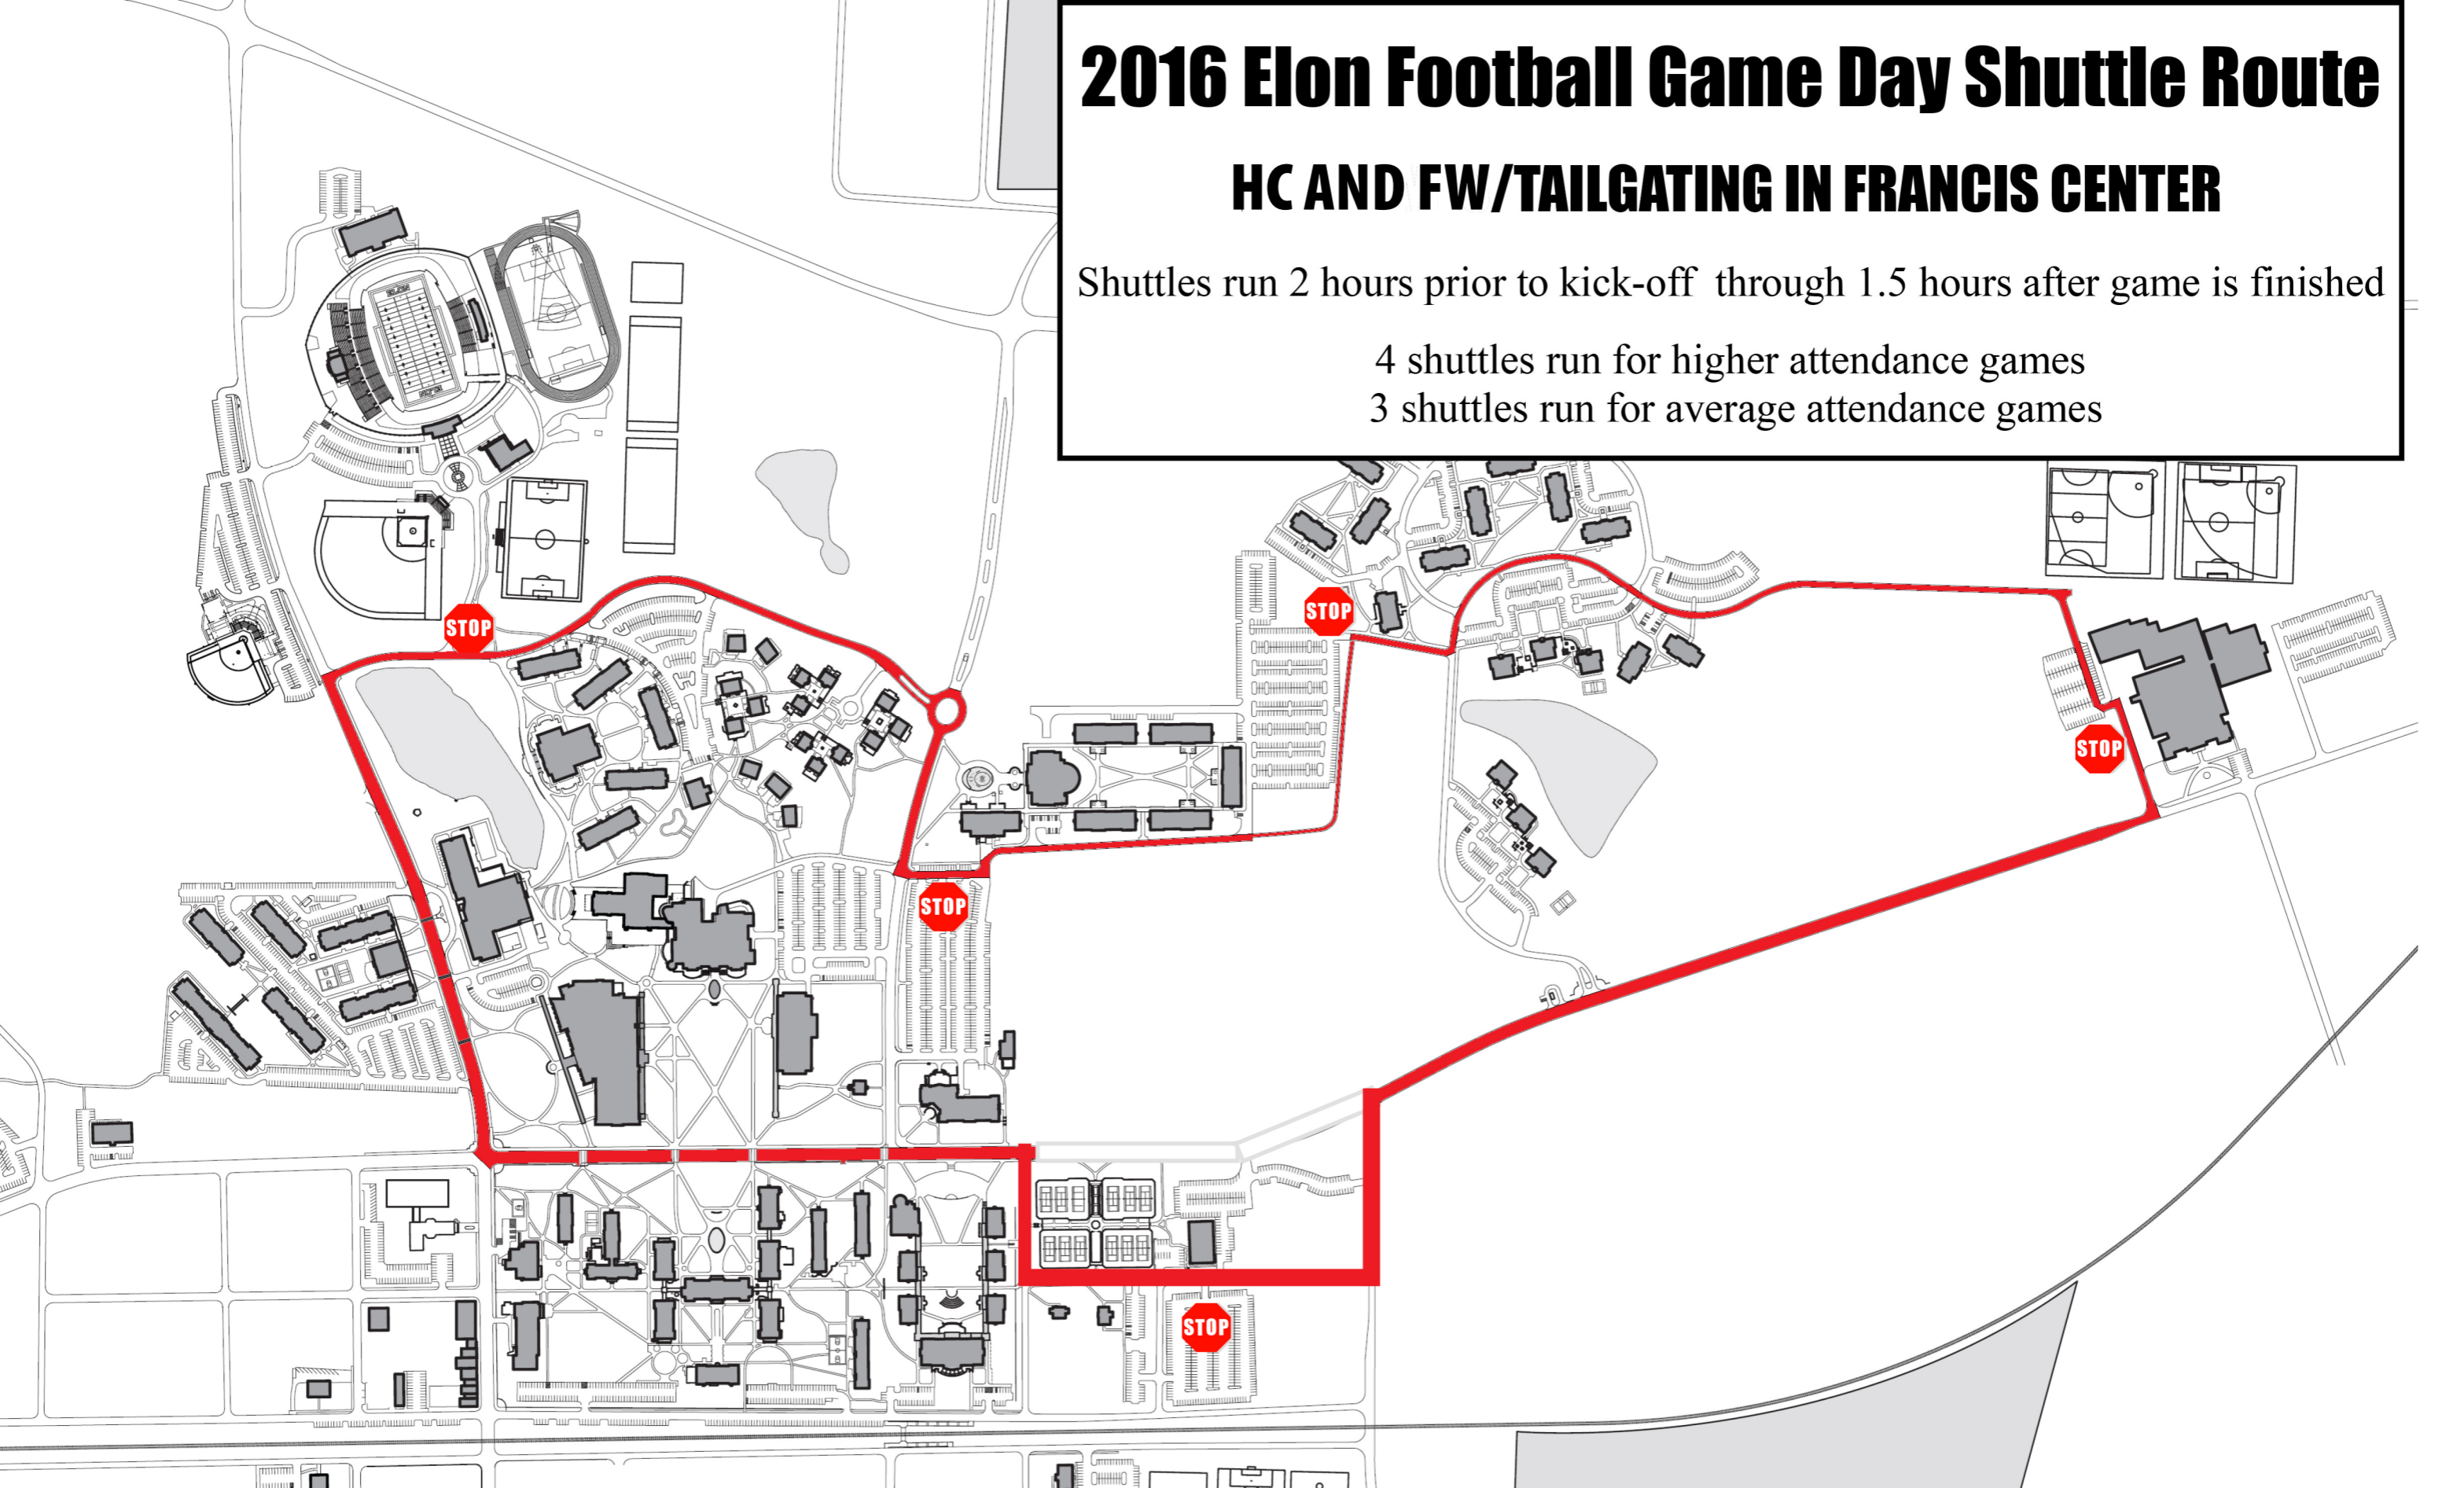 2016 Elon Football Game Day Shuttle Route
HC AND FW/TAILGATING IN FRANCIS CENTER
Shuttles run 2 hours prior to kick-off through 1.5 hours after game is finished
4 shuttles run for higher attendance games
3 shuttles run for average attendance games
ELON
ELON
STOP
STOP
STOP
STOP
STOP